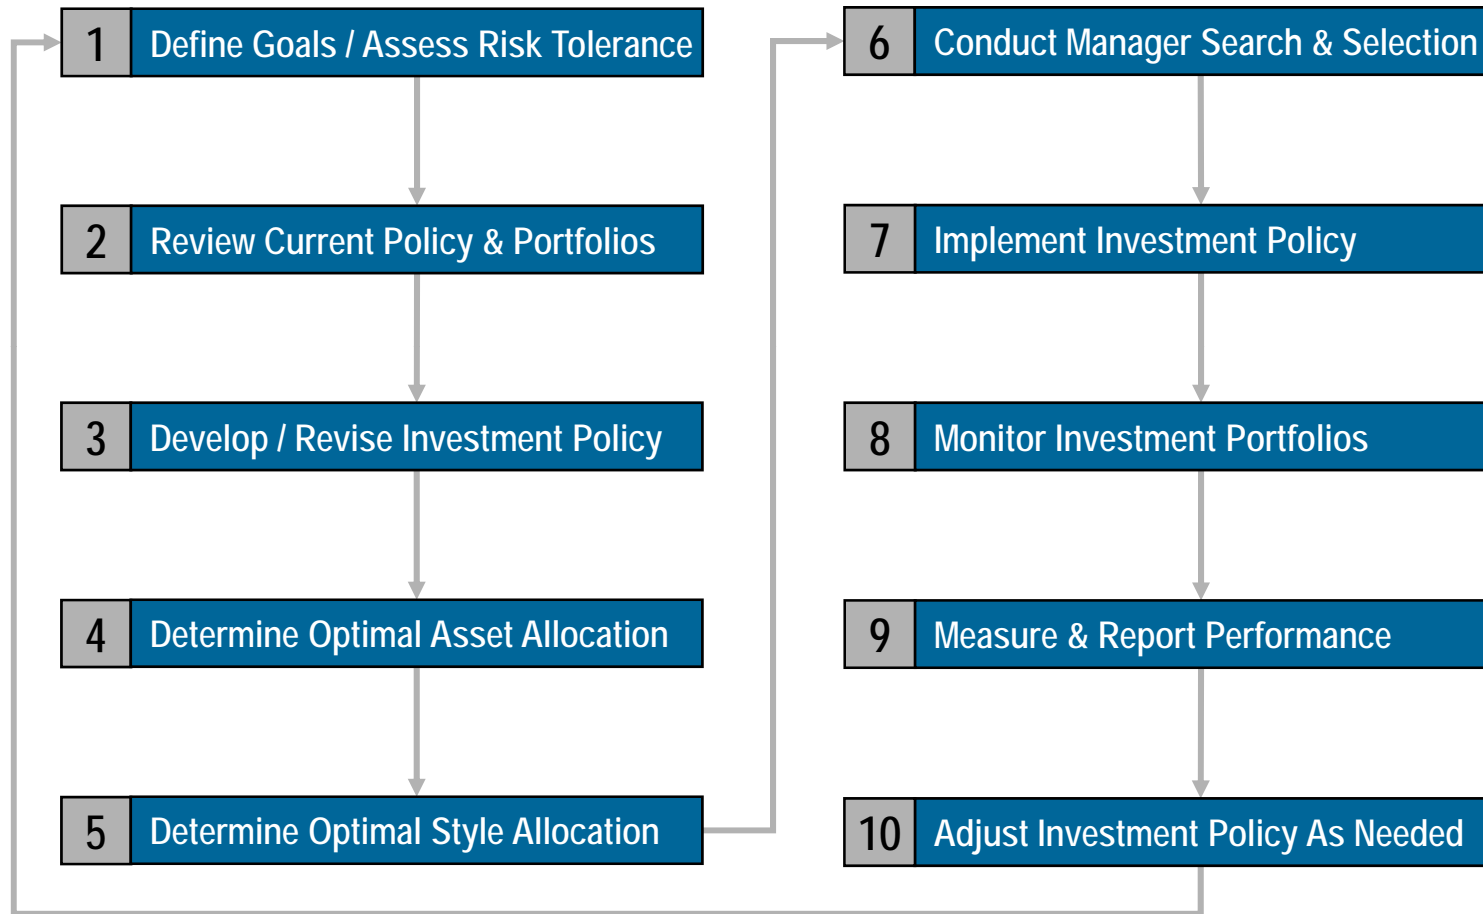 1 Define Goals / Assess Risk Tolerance
2 Review Current Policy & Portfolios
3 Develop / Revise Investment Policy
4 Determine Optimal Asset Allocation
5 Determine Optimal Style Allocation
6 Conduct Manager Search & Selection
7 Implement Investment Policy
8 Monitor Investment Portfolios
9 Measure & Report Performance
10 Adjust Investment Policy As Needed